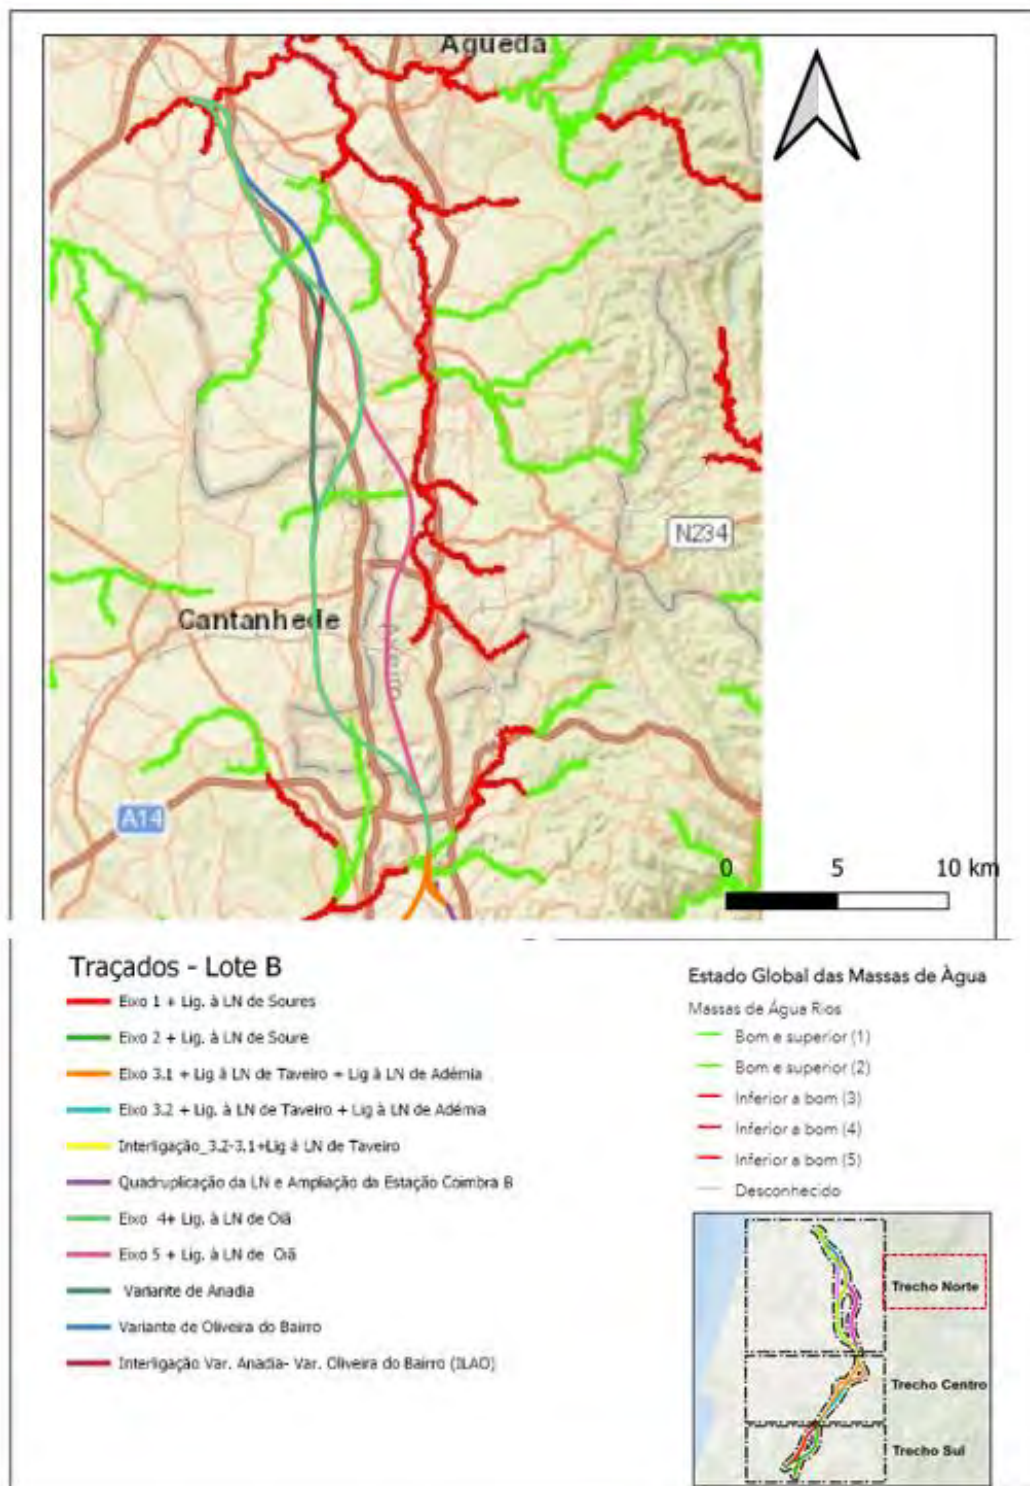 Agueda
N234
Cantanhede
Aveiro
A14
0 5 10 km
Traçados - Lote B
Eixo 1 + Lig. à LN de Soures
Eixo 2 + Lig. à LN de Soure
Eixo 3.1 + Lig à LN de Taveiro + Lig à LN de Adémia
Eixo 3.2 + Lig. à LN de Taveiro + Lig à LN de Adémia
Interligação_3.2-3.1+Lig à LN de Taveiro
Quadruplicação da LN e Ampliação da Estação Coimbra B
Eixo 4+ Lig. à LN de Oiã
Eixo 5 + Lig. à LN de Oiã
Variante de Anadia
Variante de Oliveira do Bairro
Interligação Var. Anadia- Var. Oliveira do Bairro (ILAO)
Estado Global das Massas de Àgua
Massas de Água Rios
Bom e superior (1)
Bom e superior (2)
Inferior a bom (3)
Inferior a bom (4)
Inferior a bom (5)
Desconhecido
Trecho Norte
Trecho Centro
Trecho Sul